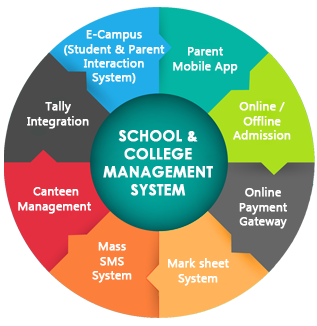 E-Campus
(Student & Parent
Interaction
System)
Parent
Mobile App
Online /
Offline
Admission
Online
Payment
Gateway
Mark sheet
System
Mass
SMS
System
Canteen
Management
Tally
Integration
SCHOOL &
COLLEGE
MANAGEMENT
SYSTEM